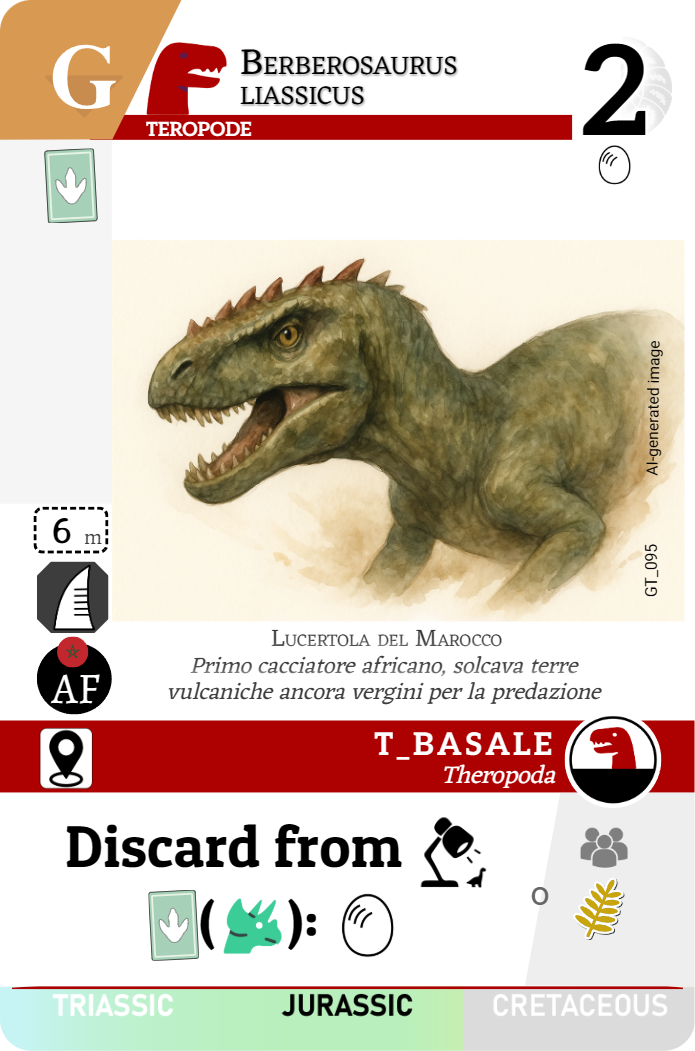 G
BERBEROSAURUS
LIASSICUS
2
TEROPODE
AI-generated image
GT_095
6 m
AF
LUCERTOLA DEL MAROCCO
Primo cacciatore africano, solcava terre
vulcaniche ancora vergini per la predazione
T_BASALE
Theropoda
Discard from
( ):
O
TRIASSIC JURASSIC CRETACEOUS